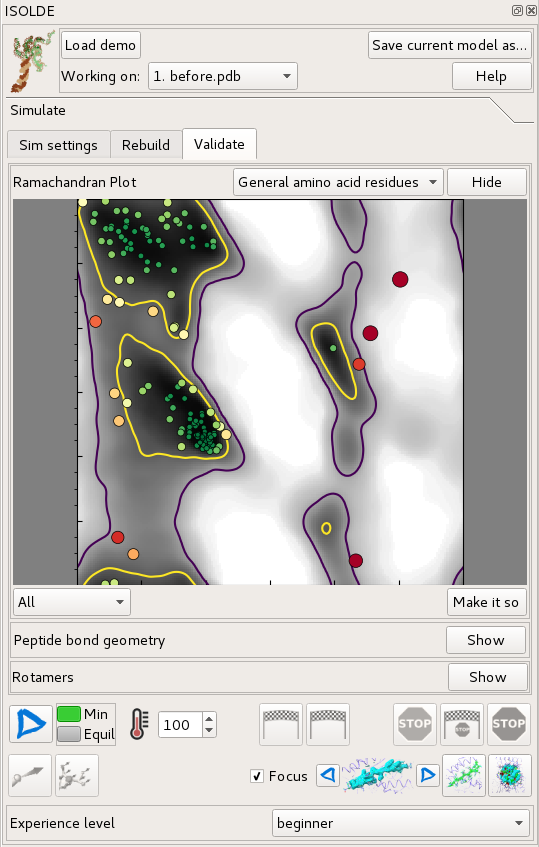 ISOLDE
Load demo
Save current model as...
Working on:
1. before.pdb
Help
Simulate
Sim settings
Rebuild
Validate
Ramachandran Plot
General amino acid residues
Hide
All
Make it so
Peptide bond geometry
Show
Rotamers
Show
Min
Equil
100
STOP
STOP
STOP
Focus
Experience level
beginner